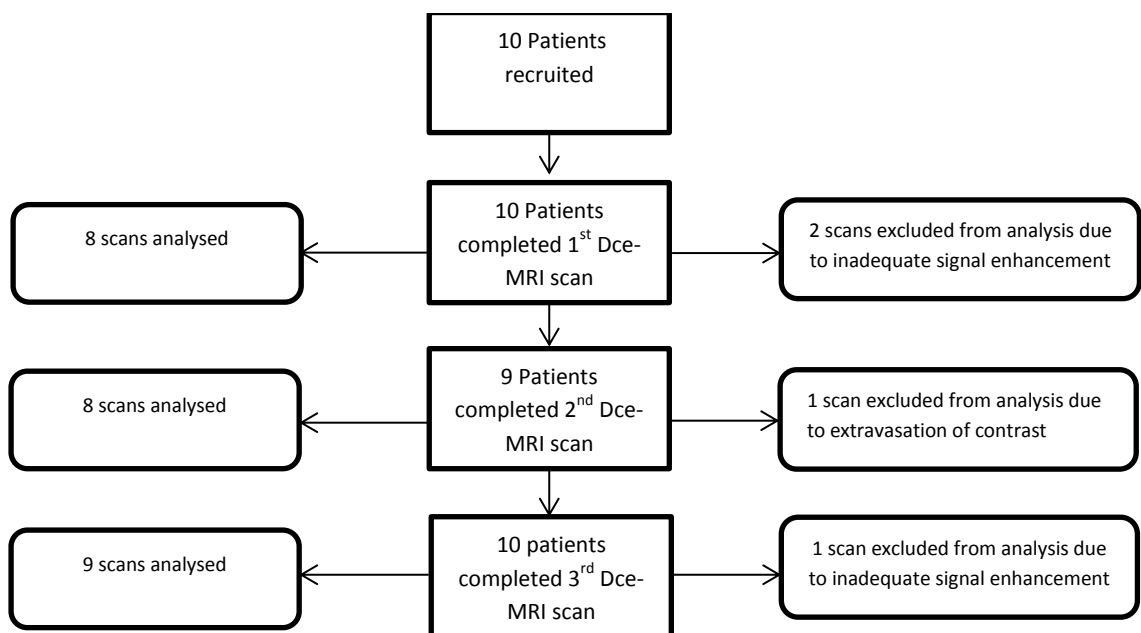 10 Patients
recruited
10 Patients
completed 1st Dce-
MRI scan
8 scans analysed
2 scans excluded from analysis due
to inadequate signal enhancement
9 Patients
completed 2nd Dce-
MRI scan
8 scans analysed
1 scan excluded from analysis due
to extravasation of contrast
10 patients
completed 3rd Dce-
MRI scan
9 scans analysed
1 scan excluded from analysis due
to inadequate signal enhancement